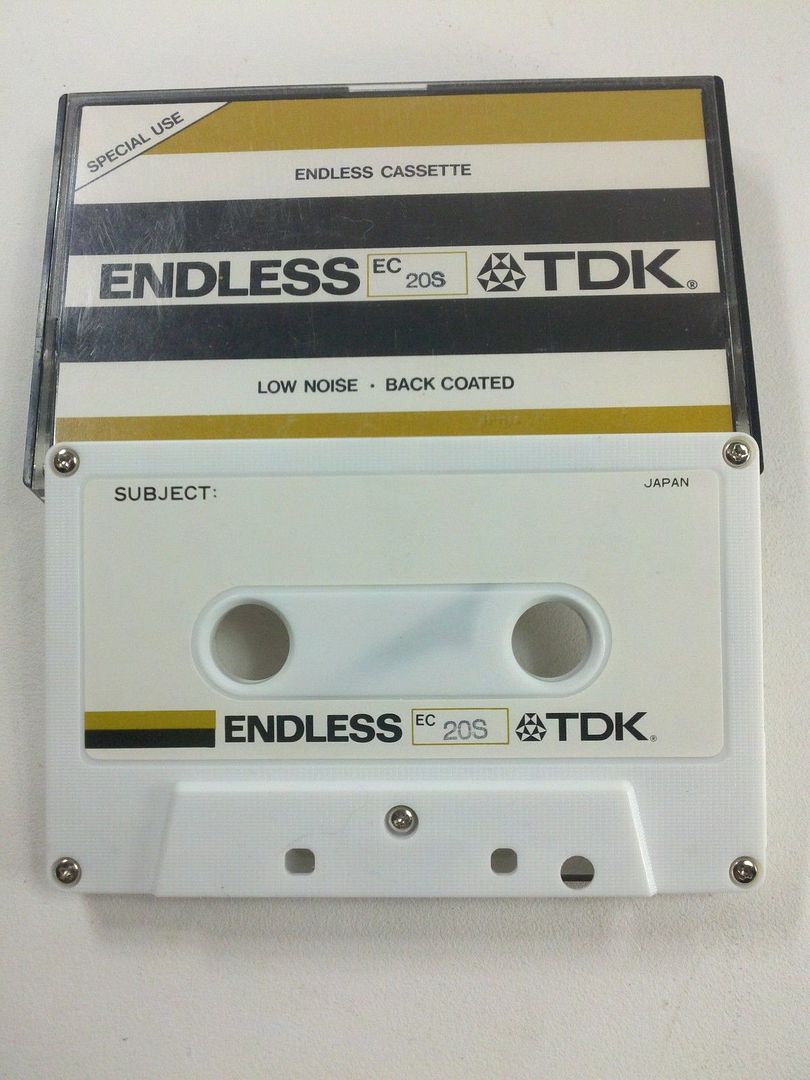 SPECIAL USE
ENDLESS CASSETTE
ENDLESS EC 20S TDK®
LOW NOISE · BACK COATED
SUBJECT: JAPAN
ENDLESS EC 20S TDK®